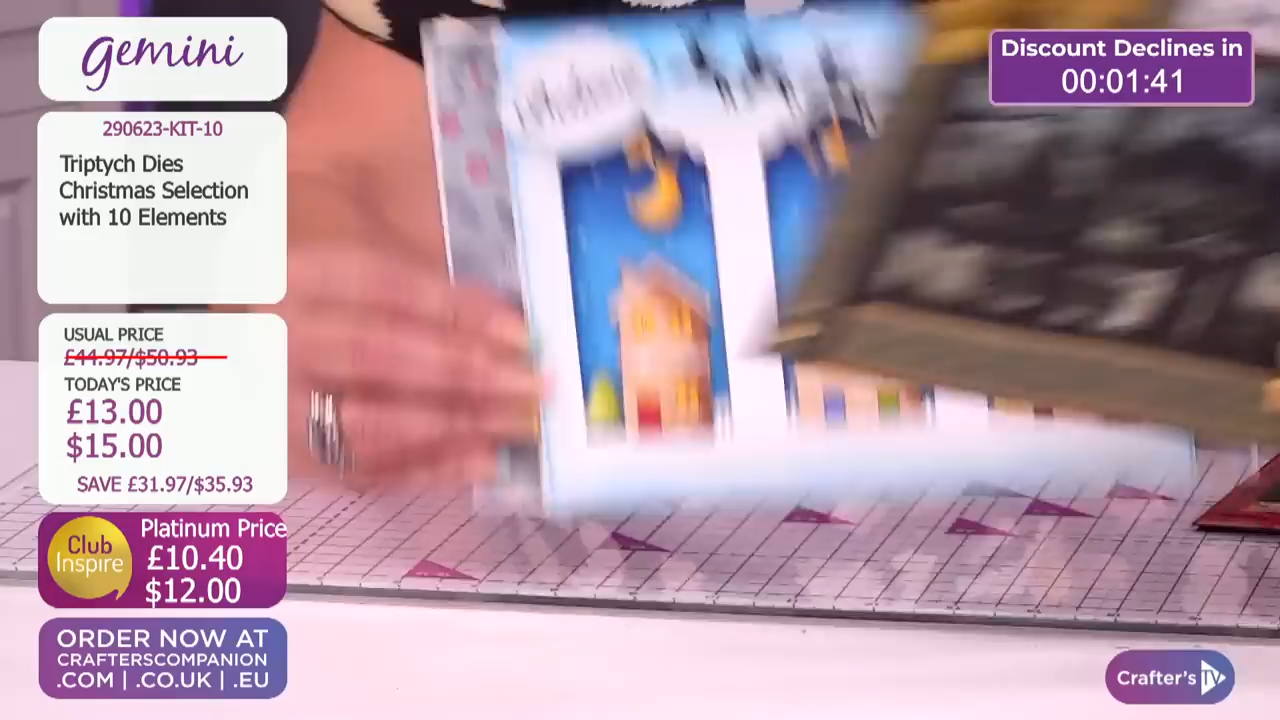 gemini
290623-KIT-10
Triptych Dies
Christmas Selection
with 10 Elements
USUAL PRICE
£44.97/$50.93
TODAY'S PRICE
£13.00
$15.00
SAVE £31.97/$35.93
Club
Inspire
Platinum Price
£10.40
$12.00
ORDER NOW AT
CRAFTERSCOMPANION
.COM | .CO.UK | .EU
Discount Declines in
00:01:41
Crafter's TV